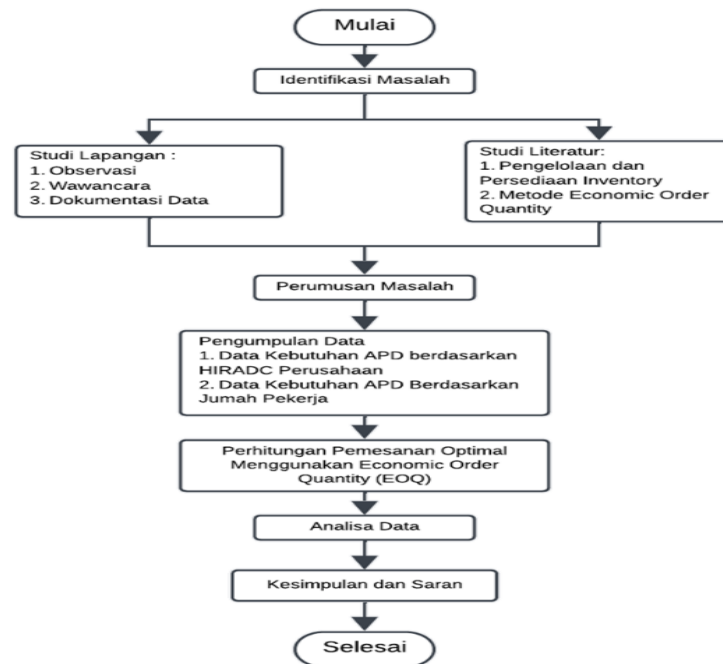 Mulai
Identifikasi Masalah
Studi Lapangan :
1. Observasi
2. Wawancara
3. Dokumentasi Data
Studi Literatur:
1. Pengelolaan dan
Persediaan Inventory
2. Metode Economic Order
Quantity
Perumusan Masalah
Pengumpulan Data
1. Data Kebutuhan APD berdasarkan
HIRADC Perusahaan
2. Data Kebutuhan APD Berdasarkan
Jumah Pekerja
Perhitungan Pemesanan Optimal
Menggunakan Economic Order
Quantity (EOQ)
Analisa Data
Kesimpulan dan Saran
Selesai